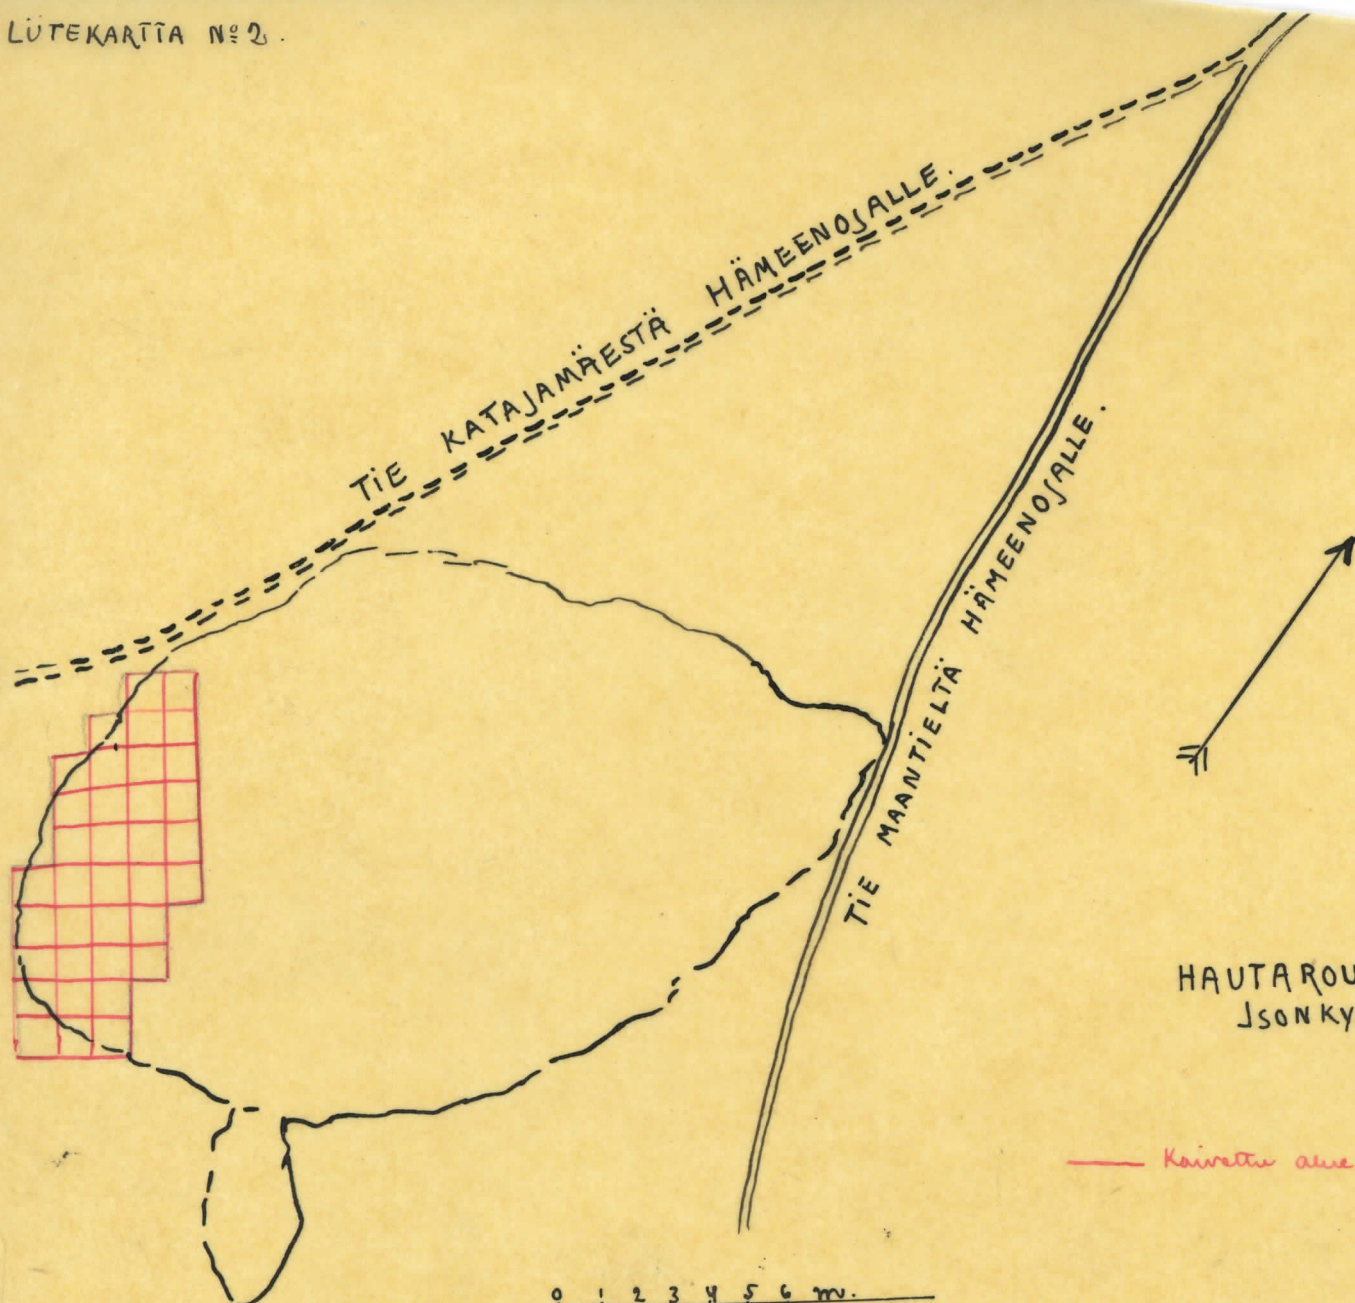 LIITEKARTTA Nº 2.
TIE KATAJAMÄESTÄ HÄMEENOJALLE.
TIE MAANTIELTÄ HÄMEENOJALLE.
HAUTAROU
ISONKY
Kaivettu alue
0 1 2 3 4 5 6 m.